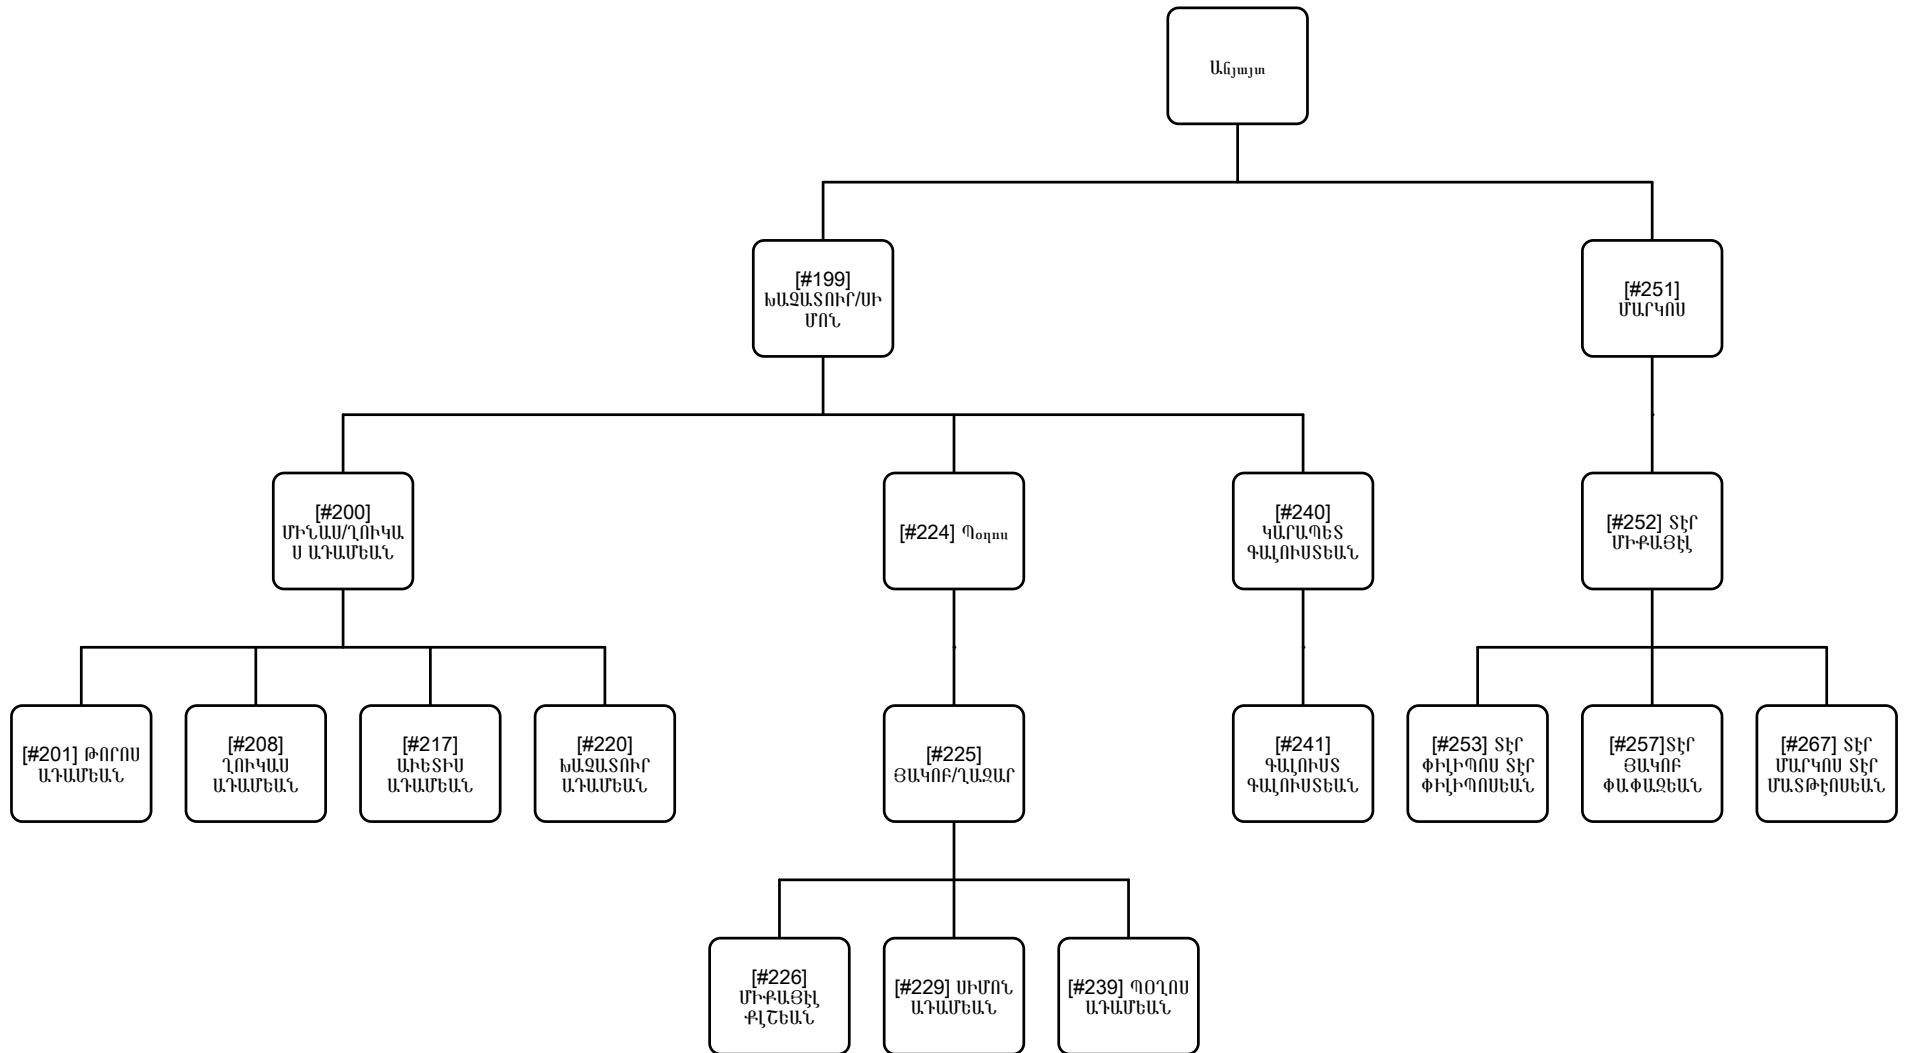 Անյայտ
[#199]
ԽԱՉԱՏՈՒՐ/ՍԻ
ՄՈՆ
[#251]
ՄԱՐԿՈՍ
[#200]
ՄԻՆԱՍ/ՂՈՒԿԱ
Ս ԱԴԱՄԵԱՆ
[#224] Պօղոս
[#240]
ԿԱՐԱՊԵՏ
ԳԱԼՈՒՍՏԵԱՆ
[#252] ՏԷՐ
ՄԻՔԱՅԷԼ
[#201] ԹՈՐՈՍ
ԱԴԱՄԵԱՆ
[#208]
ՂՈՒԿԱՍ
ԱԴԱՄԵԱՆ
[#217]
ԱՒԵՏԻՍ
ԱԴԱՄԵԱՆ
[#220]
ԽԱՉԱՏՈՒՐ
ԱԴԱՄԵԱՆ
[#225]
ՅԱԿՈԲ/ՂԱԶԱՐ
[#241]
ԳԱԼՈՒՍՏ
ԳԱԼՈՒՍՏԵԱՆ
[#253] ՏԷՐ
ՓԻԼԻՊՈՍ ՏԷՐ
ՓԻԼԻՊՈՍԵԱՆ
[#257]ՏԷՐ
ՅԱԿՈԲ
ՓԱՓԱԶԵԱՆ
[#267] ՏԷՐ
ՄԱՐԿՈՍ ՏԷՐ
ՄԱՏԹԷՈՍԵԱՆ
[#226]
ՄԻՔԱՅԷԼ
ՔԼՇԵԱՆ
[#229] ՍԻՄՈՆ
ԱԴԱՄԵԱՆ
[#239] ՊՕՂՈՍ
ԱԴԱՄԵԱՆ